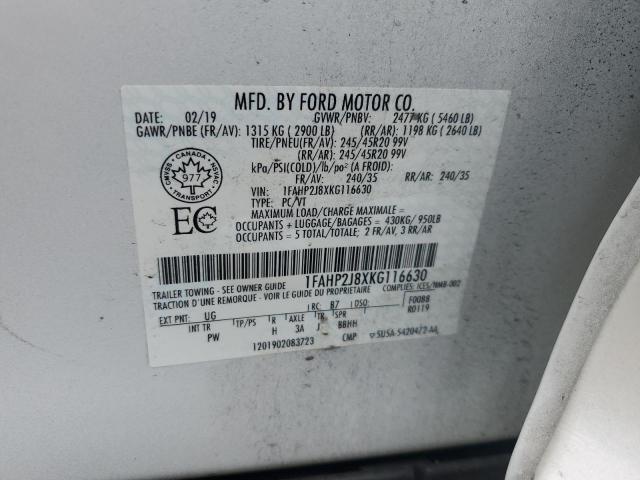 MFD. BY FORD MOTOR CO.
DATE: 02/19 GVWR/PNBV: 2477 KG ( 5460 LB)
GAWR/PNBE (FR/AV): 1315 KG ( 2900 LB) (RR/AR): 1198 KG ( 2640 LB)
TIRE/PNEU(FR/AV): 245/45R20 99V
(RR/AR): 245/45R20 99V
kPa/PSI(COLD)/lb/po² (A FROID):
FR/AV: 240/35 RR/AR: 240/35
VIN: 1FAHP2J8XKG116630
TYPE: PC/VT
MAXIMUM LOAD/CHARGE MAXIMALE =
OCCUPANTS + LUGGAGE/BAGAGES = 430KG/ 950LB
OCCUPANTS = 5 TOTAL/TOTALE; 2 FR/AV, 3 RR/AR
CANADA
977
TRANSPORT
EC
1FAHP2J8XKG116630
TRAILER TOWING - SEE OWNER GUIDE
TRACTION D'UNE REMORQUE - VOIR GUIDE DU PROPRIETAIRE COMPLIES: ICES/NMB-002
EXT PNT: UG RC: B7 DSO: F0088
INT TR TP/PS R AXLE TR SPR R0119
PW H 3A J BBHH
1201902083723 CMP 5U5A-5420472-AA